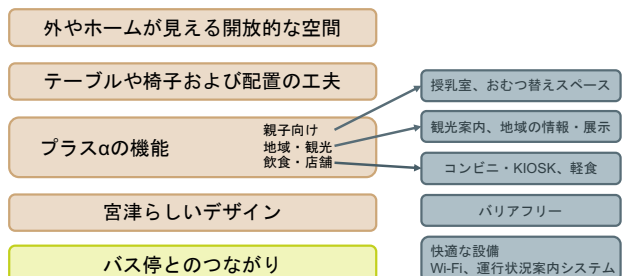 外やホームが見える開放的な空間
テーブルや椅子および配置の工夫
プラスαの機能
親子向け
地域・観光
飲食・店舗
宮津らしいデザイン
バス停とのつながり
授乳室、おむつ替えスペース
観光案内、地域の情報・展示
コンビニ・KIOSK、軽食
バリアフリー
快適な設備
Wi-Fi、運行状況案内システム